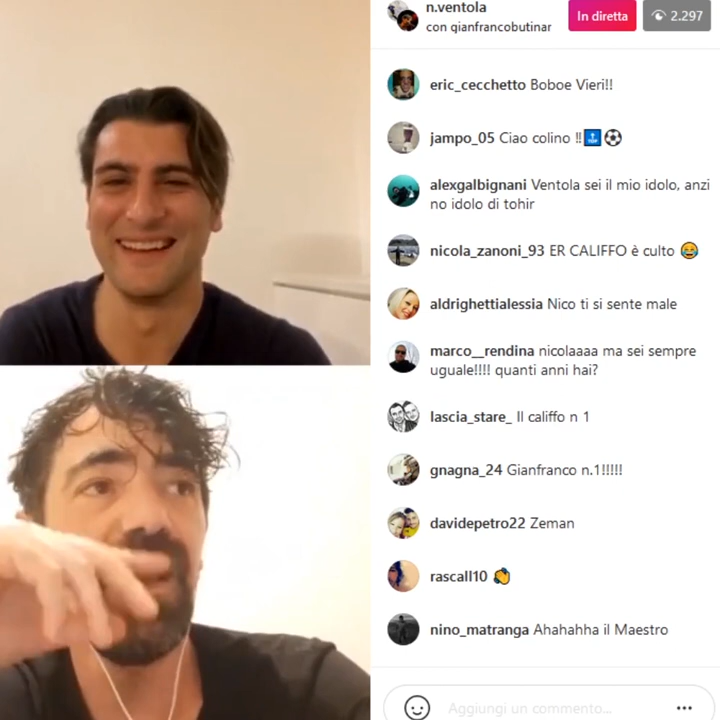 n.ventola
con gianfrancobutinar
In diretta
2.297
eric_cecchetto Boboe Vieri!!
jampo_05 Ciao colino !!
alexgalbignani Ventola sei il mio idolo, anzi
no idolo di tohir
nicola_zanoni_93 ER CALIFFO è culto
aldrighettialessia Nico ti si sente male
marco__rendina nicolaaaa ma sei sempre
uguale!!!! quanti anni hai?
lascia_stare_ Il califfo n 1
gnagna_24 Gianfranco n.1!!!!!
davidepetro22 Zeman
rascall10
nino_matranga Ahahahha il Maestro
Aggiungi un commento...